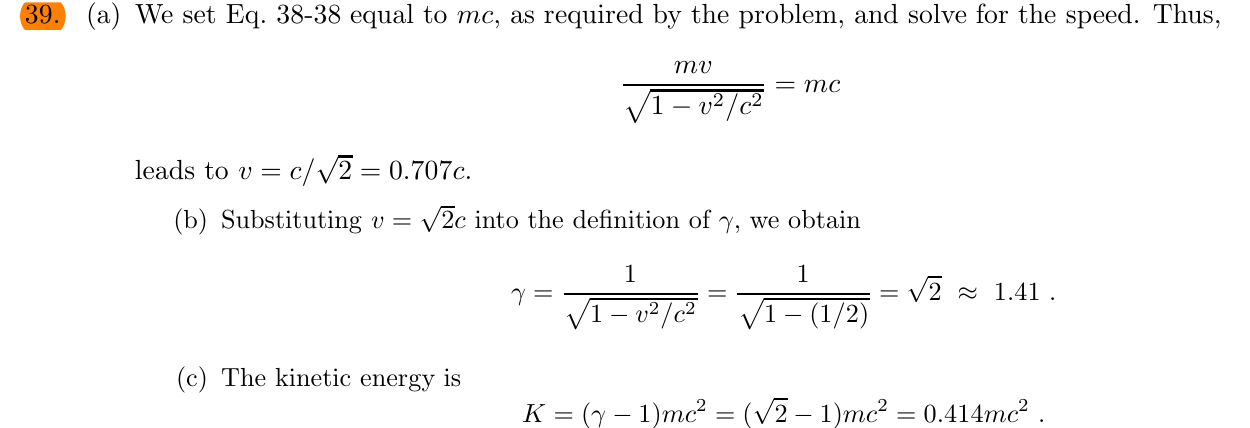 39. (a) We set Eq. 38-38 equal to mc, as required by the problem, and solve for the speed. Thus,
mv / √(1 − v²/c²) = mc
leads to v = c/√2 = 0.707c.
(b) Substituting v = √2c into the definition of γ, we obtain
γ = 1 / √(1 − v²/c²) = 1 / √(1 − (1/2)) = √2 ≈ 1.41 .
(c) The kinetic energy is
K = (γ − 1)mc² = (√2 − 1)mc² = 0.414mc² .